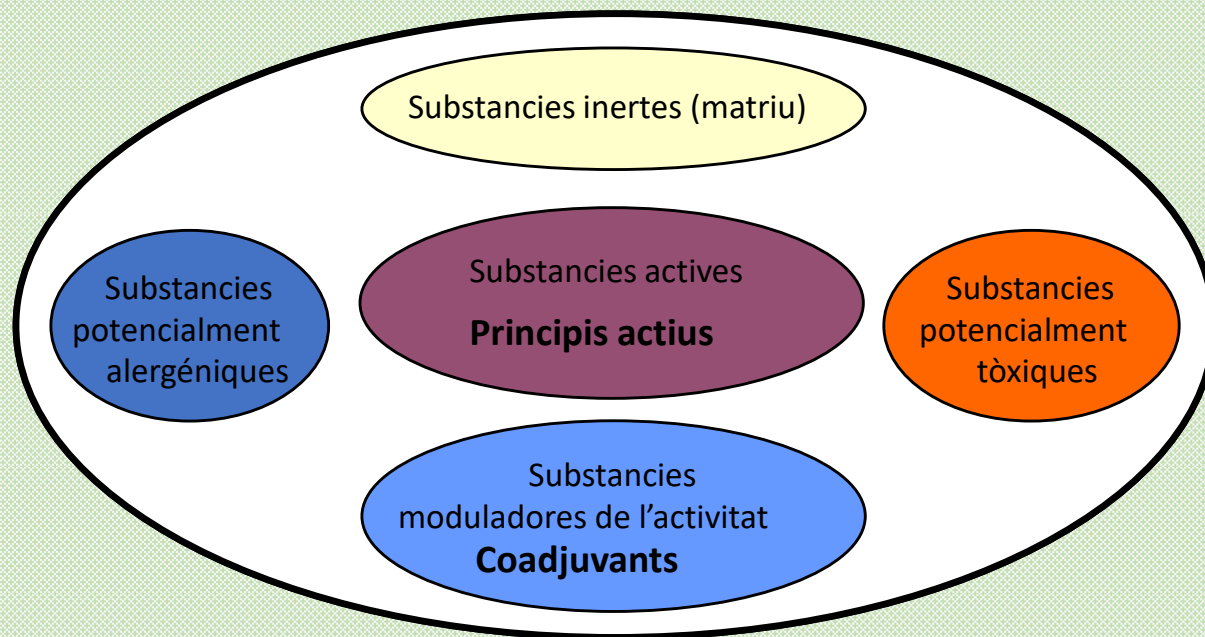 Substancies inertes (matriu)
Substancies
potencialment
alergéniques
Substancies actives
Principis actius
Substancies
potencialment
tòxiques
Substancies
moduladores de l’activitat
Coadjuvants